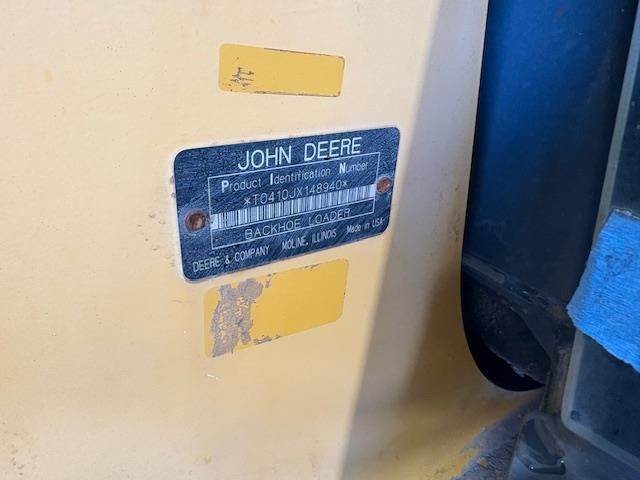 JOHN DEERE
Product Identification Number
*T0410JX148940*
BACKHOE LOADER
DEERE & COMPANY MOLINE, ILLINOIS Made in USA